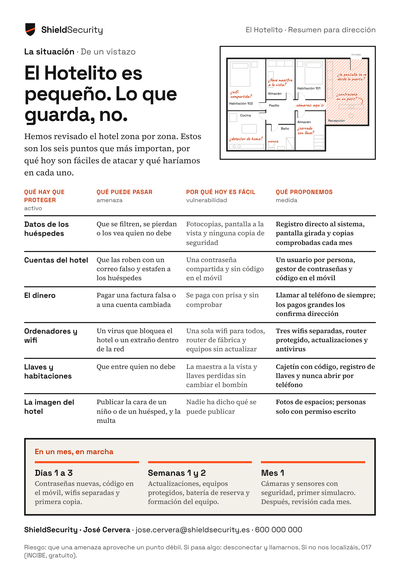 ShieldSecurity
El Hotelito · Resumen para dirección
La situación · De un vistazo
El Hotelito es
pequeño. Lo que
guarda, no.
Hemos revisado el hotel zona por zona. Estos
son los seis puntos que más importan, por
qué hoy son fáciles de atacar y qué haríamos
en cada uno.
Habitación 102
Habitación 101
Almacén
Pasillo
Cocina
Baño
Almacén
Recepción
QUÉ HAY QUE
PROTEGER
activo
QUÉ PUEDE PASAR
amenaza
POR QUÉ HOY ES FÁCIL
vulnerabilidad
QUÉ PROPONEMOS
medida
Datos de los
huéspedes
Que se filtren, se pierdan
o los vea quien no debe
Fotocopias, pantalla a la
vista y ninguna copia de
seguridad
Registro directo al sistema,
pantalla girada y copias
comprobadas cada mes
Cuentas del hotel
Que las roben con un
correo falso y estafen a
los huéspedes
Una contraseña
compartida y sin código
en el móvil
Un usuario por persona,
gestor de contraseñas y
código en el móvil
El dinero
Pagar una factura falsa o
a una cuenta cambiada
Se paga con prisa y sin
comprobar
Llamar al teléfono de siempre;
los pagos grandes los
confirma dirección
Ordenadores y
wifi
Un virus que bloquea el
hotel o un extraño dentro
de la red
Una sola wifi para todos,
router de fábrica y
equipos sin actualizar
Tres wifis separadas, router
protegido, actualizaciones y
antivirus
Llaves y
habitaciones
Que entre quien no debe
La maestra a la vista y
llaves perdidas sin
cambiar el bombín
Cajetín con código, registro de
llaves y nunca abrir por
teléfono
La imagen del
hotel
Publicar la cara de un
niño o de un huésped, y la
multa
Nadie ha dicho qué se
puede publicar
Fotos de espacios; personas
solo con permiso escrito
En un mes, en marcha
Días 1 a 3
Contraseñas nuevas, código en
el móvil, wifis separadas y
primera copia.
Semanas 1 y 2
Actualizaciones, equipos
protegidos, batería de reserva y
formación del equipo.
Mes 1
Cámaras y sensores con
seguridad, primer simulacro.
Después, revisión cada mes.
ShieldSecurity · José Cervera · jose.cervera@shieldsecurity.es · 600 000 000
Riesgo: que una amenaza aproveche un punto débil. Si pasa algo: desconectar y llamarnos. Si no nos localizáis, 017
(INCIBE, gratuito).